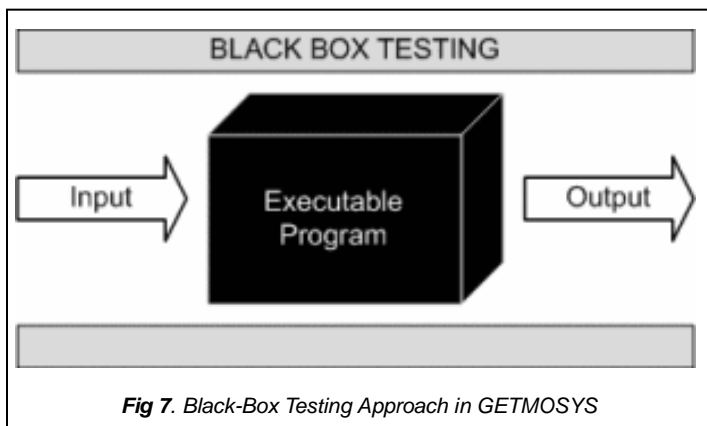 BLACK BOX TESTING
Input
Executable
Program
Output
Fig 7. Black-Box Testing Approach in GETMOSYS